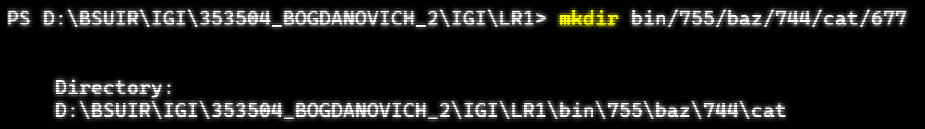 PS D:\BSUIR\IGI\353504_BOGDANOVICH_2\IGI\LR1> mkdir bin/755/baz/744/cat/677
Directory:
D:\BSUIR\IGI\353504_BOGDANOVICH_2\IGI\LR1\bin\755\baz\744\cat